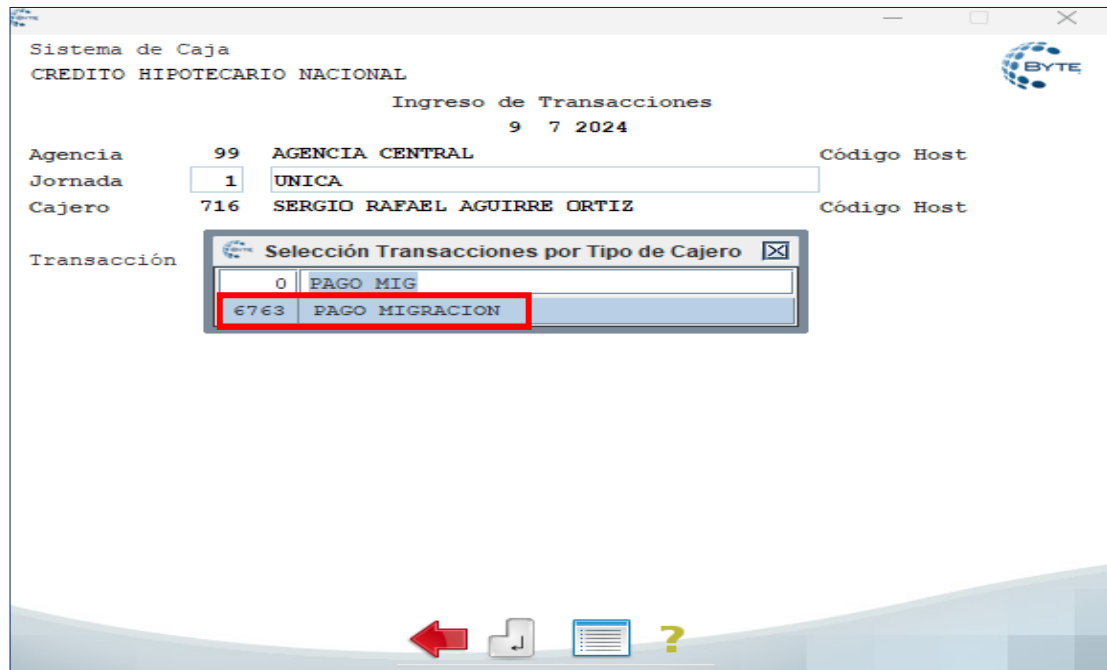 Sistema de Caja
CREDITO HIPOTECARIO NACIONAL
BYTE
Ingreso de Transacciones
9 7 2024
Agencia 99 AGENCIA CENTRAL Código Host
Jornada 1 UNICA
Cajero 716 SERGIO RAFAEL AGUIRRE ORTIZ Código Host
Transacción
Selección Transacciones por Tipo de Cajero
0 PAGO MIG
6763 PAGO MIGRACION
?